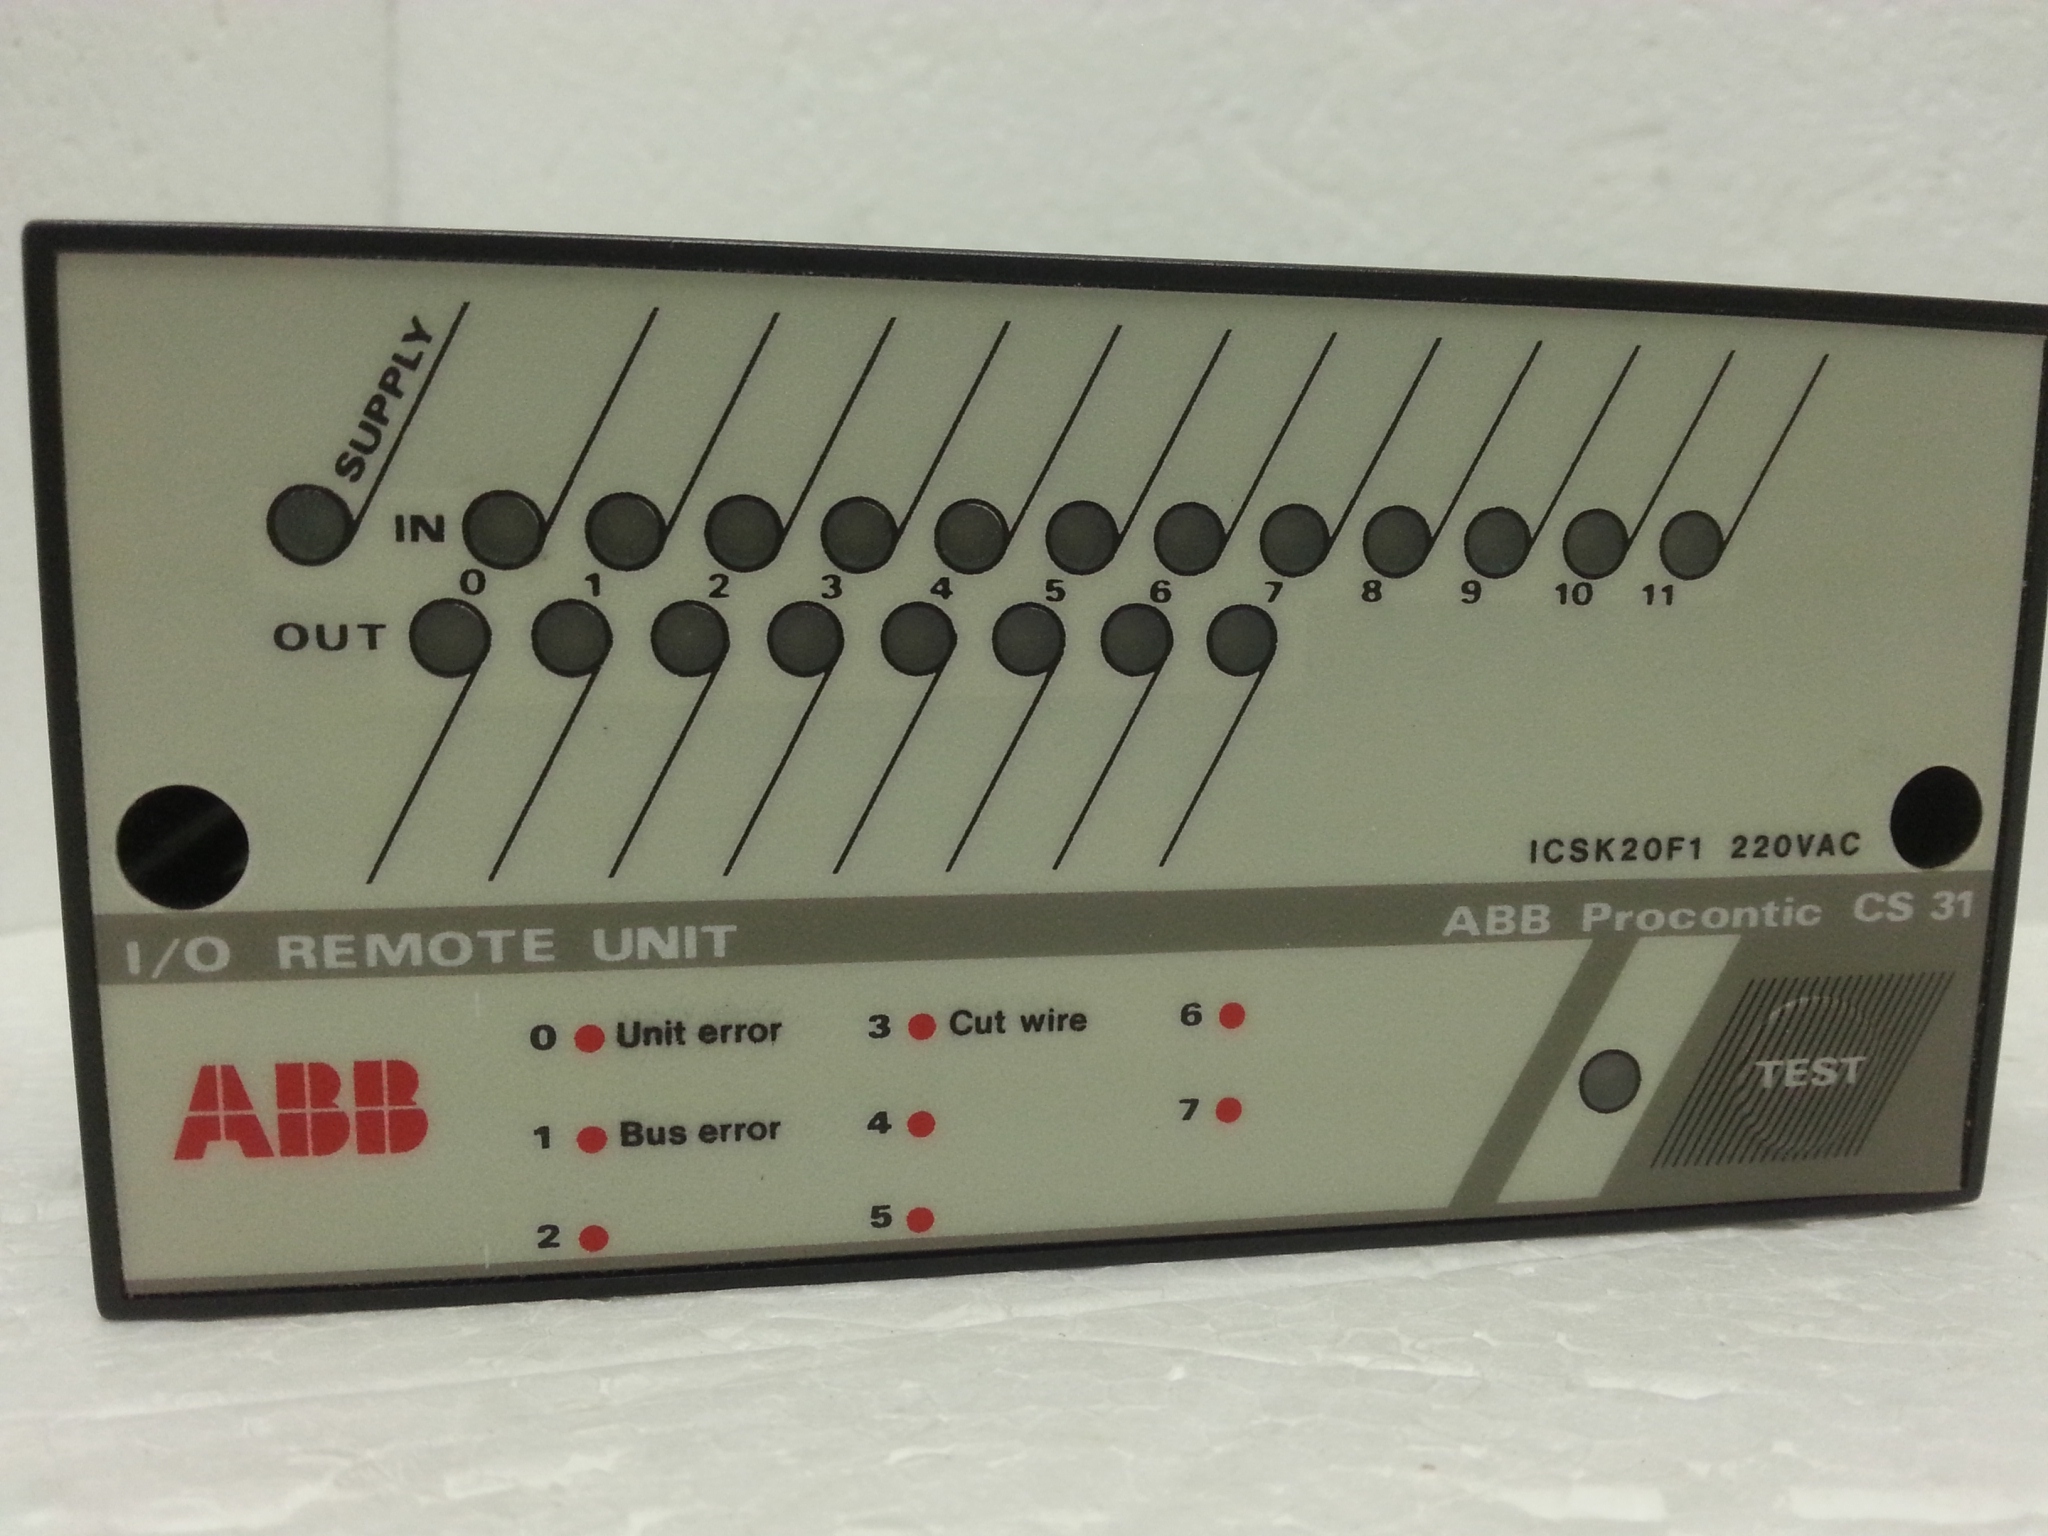 SUPPLY
IN
0 1 2 3 4 5 6 7 8 9 10 11
OUT
ICSK20F1 220VAC
I/O REMOTE UNIT
ABB Procontic CS 31
ABB
0 Unit error
1 Bus error
2
3 Cut wire
4
5
6
7
TEST